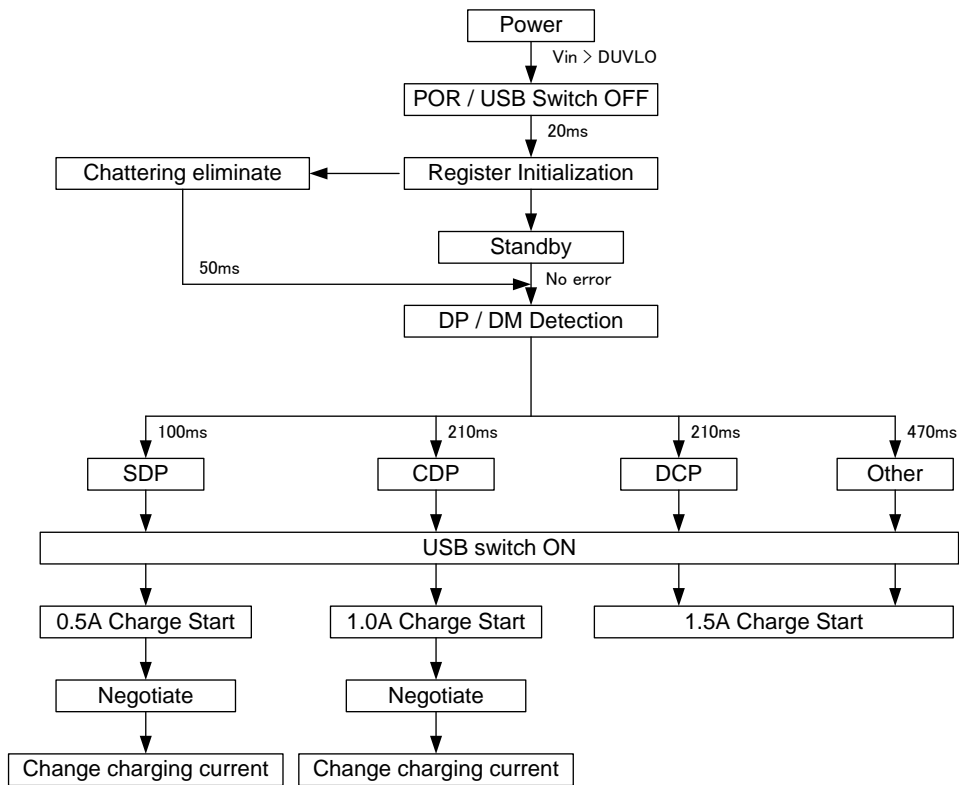 Power
Vin > DUVLO
POR / USB Switch OFF
20ms
Chattering eliminate
Register Initialization
Standby
50ms
No error
DP / DM Detection
100ms
210ms
210ms
470ms
SDP
CDP
DCP
Other
USB switch ON
0.5A Charge Start
1.0A Charge Start
1.5A Charge Start
Negotiate
Negotiate
Change charging current
Change charging current